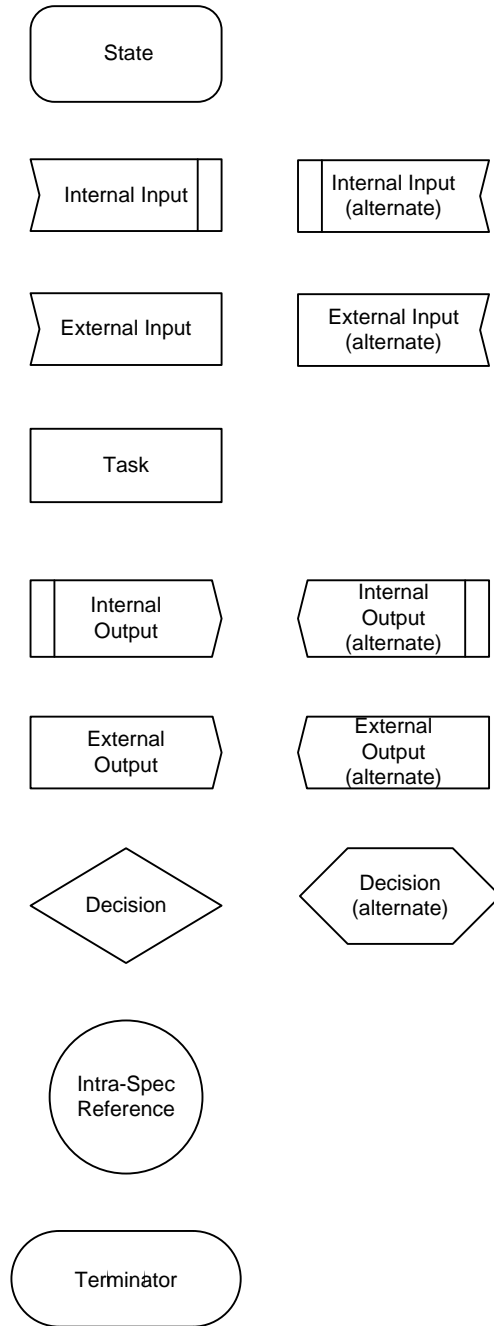 State
Internal Input
Internal Input
(alternate)
External Input
External Input
(alternate)
Task
Internal
Output
Internal
Output
(alternate)
External
Output
External
Output
(alternate)
Decision
Decision
(alternate)
Intra-Spec
Reference
Terminator